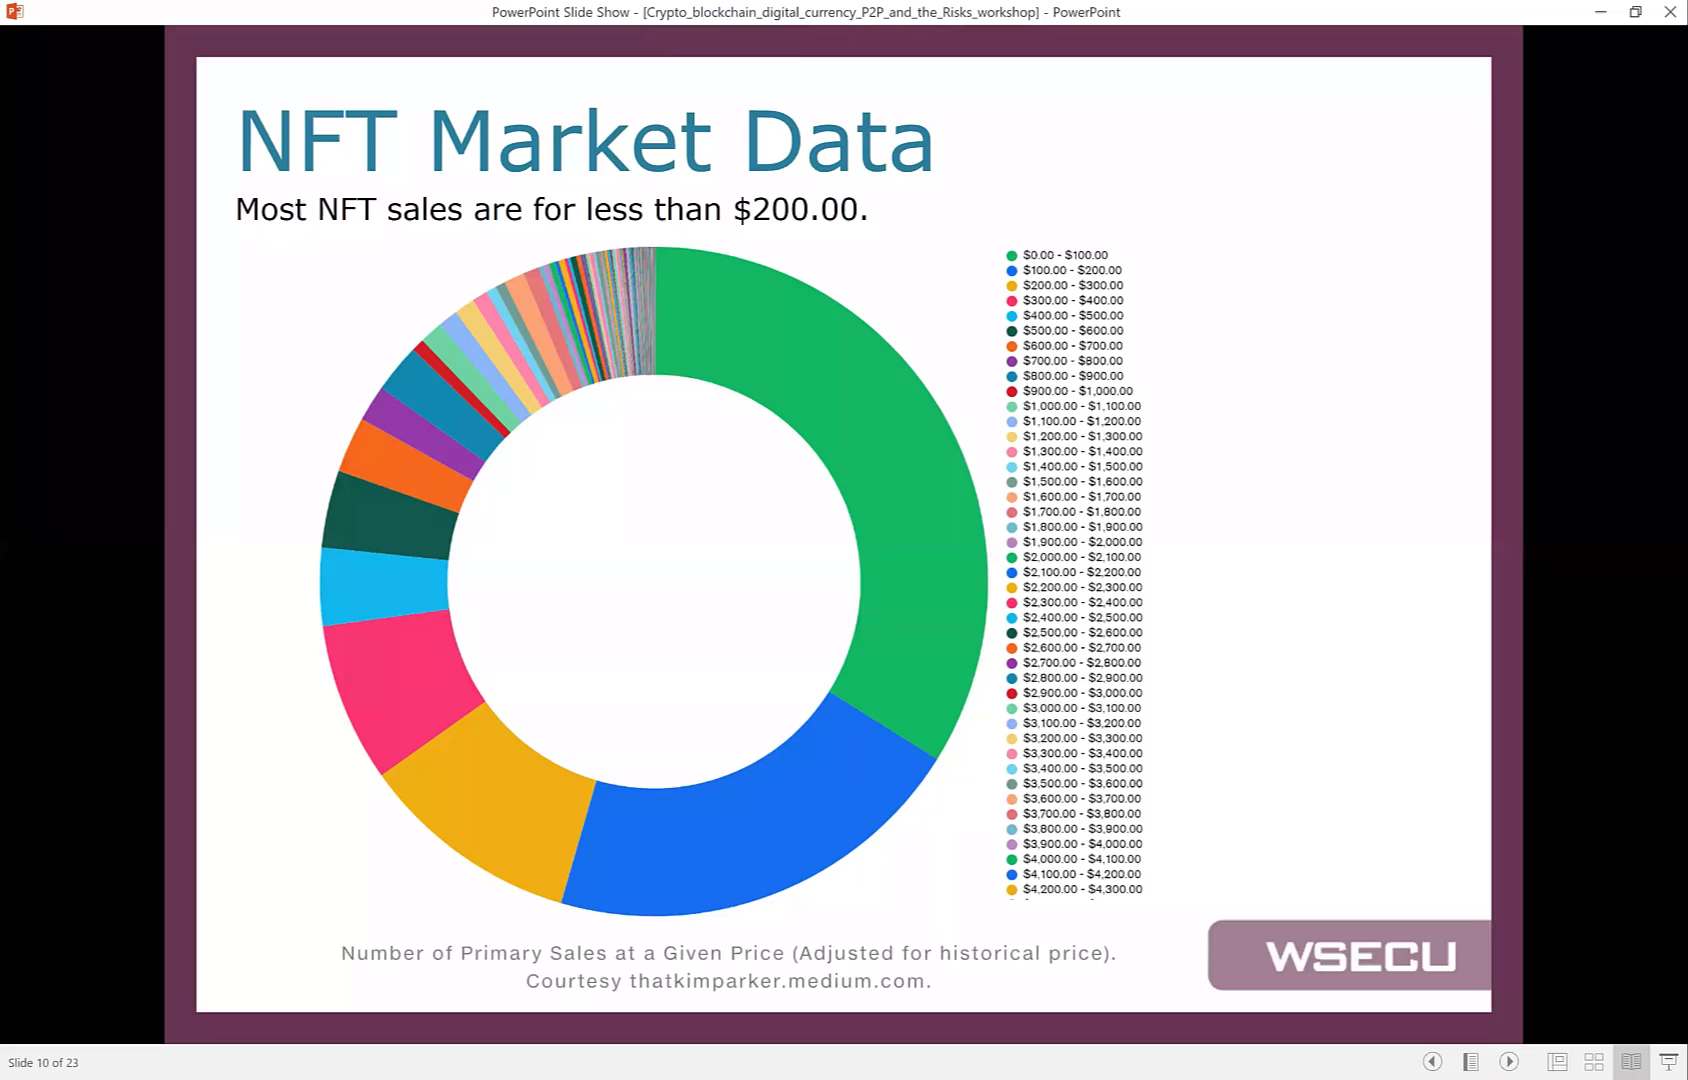 PowerPoint Slide Show - [Crypto_blockchain_digital_currency_P2P_and_the_Risks_workshop] - PowerPoint
NFT Market Data
Most NFT sales are for less than $200.00.
$0.00 - $100.00
$100.00 - $200.00
$200.00 - $300.00
$300.00 - $400.00
$400.00 - $500.00
$500.00 - $600.00
$600.00 - $700.00
$700.00 - $800.00
$800.00 - $900.00
$900.00 - $1,000.00
$1,000.00 - $1,100.00
$1,100.00 - $1,200.00
$1,200.00 - $1,300.00
$1,300.00 - $1,400.00
$1,400.00 - $1,500.00
$1,500.00 - $1,600.00
$1,600.00 - $1,700.00
$1,700.00 - $1,800.00
$1,800.00 - $1,900.00
$1,900.00 - $2,000.00
$2,000.00 - $2,100.00
$2,100.00 - $2,200.00
$2,200.00 - $2,300.00
$2,300.00 - $2,400.00
$2,400.00 - $2,500.00
$2,500.00 - $2,600.00
$2,600.00 - $2,700.00
$2,700.00 - $2,800.00
$2,800.00 - $2,900.00
$2,900.00 - $3,000.00
$3,000.00 - $3,100.00
$3,100.00 - $3,200.00
$3,200.00 - $3,300.00
$3,300.00 - $3,400.00
$3,400.00 - $3,500.00
$3,500.00 - $3,600.00
$3,600.00 - $3,700.00
$3,700.00 - $3,800.00
$3,800.00 - $3,900.00
$3,900.00 - $4,000.00
$4,000.00 - $4,100.00
$4,100.00 - $4,200.00
$4,200.00 - $4,300.00
Number of Primary Sales at a Given Price (Adjusted for historical price).
Courtesy thatkimparker.medium.com.
WSECU
Slide 10 of 23